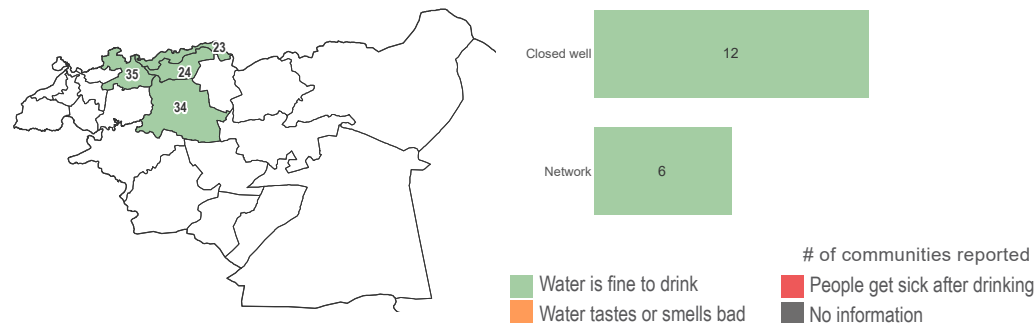 23
24
35
34
Closed well
12
Network
6
# of communities reported
Water is fine to drink
People get sick after drinking
Water tastes or smells bad
No information